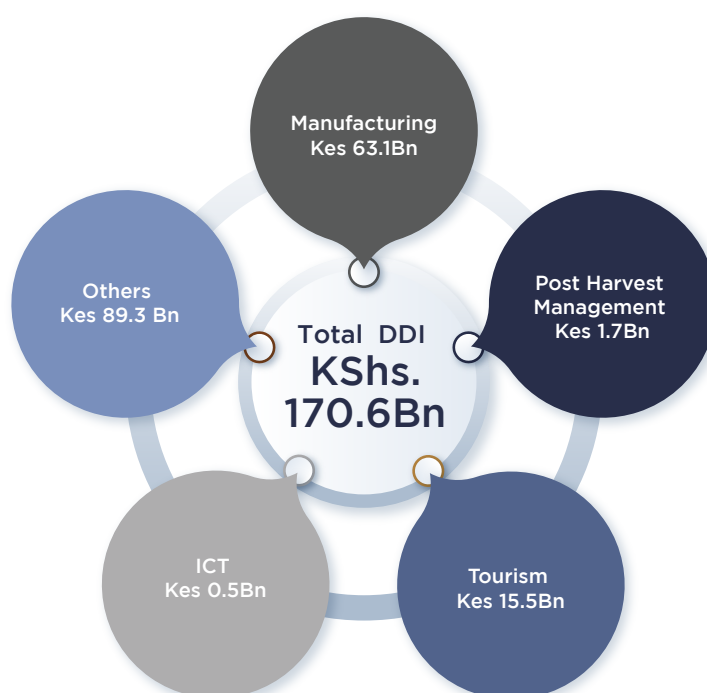 Manufacturing
Kes 63.1Bn
Post Harvest
Management
Kes 1.7Bn
Others
Kes 89.3 Bn
Total DDI
KShs.
170.6Bn
ICT
Kes 0.5Bn
Tourism
Kes 15.5Bn